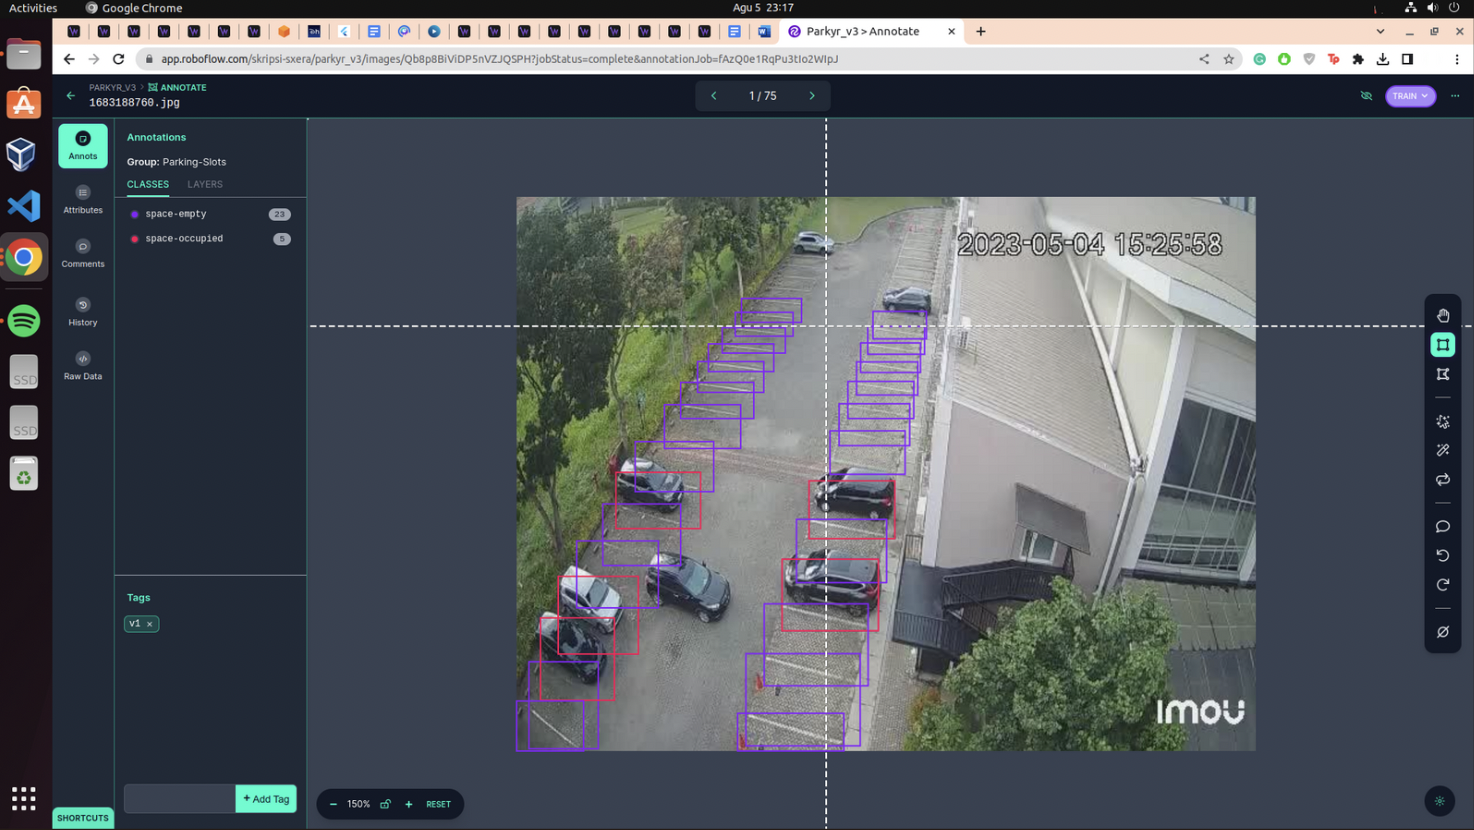 Activities
Google Chrome
Agu 5 23:17
Parkyr_v3 > Annotate
app.roboflow.com/skripsi-sxera/parkyr_v3/images/Qb8p8BiViDP5nVZJQSPH?jobStatus=complete&annotationJob=fAzQ0e1RqPu3tIo2WIpJ
PARKYR_V3 > ANNOTATE
1683188760.jpg
1 / 75
TRAIN
Annots
Attributes
Comments
History
Raw Data
Annotations
Group: Parking-Slots
CLASSES LAYERS
space-empty 23
space-occupied 5
2023-05-04 15:25:58
imou
SSD
SSD
Tags
v1 ×
+ Add Tag
150%
RESET
SHORTCUTS